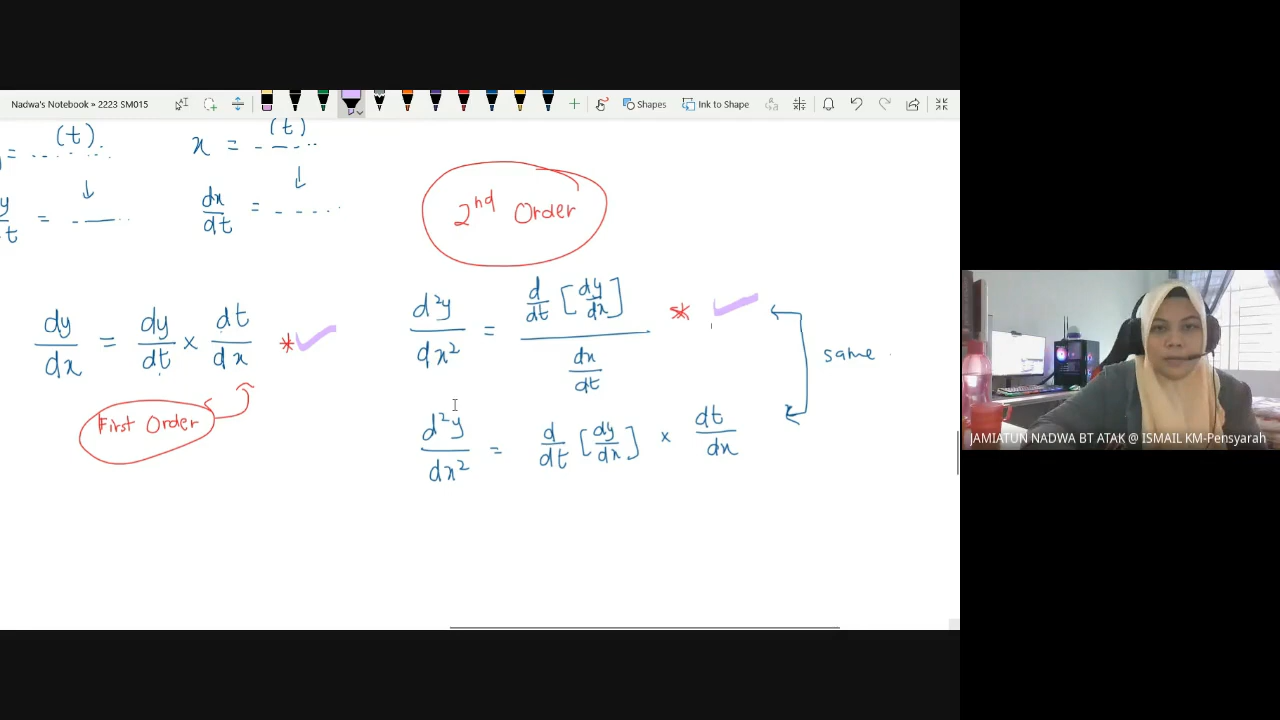 Nadwa's Notebook » 2223 SM015
Shapes
Ink to Shape
(t)
= ........
x = (t) - - - ..
dx/dt = - - - - ..
2nd Order
dy/dx = dy/dt × dt/dx *
First Order
d²y/dx² = d/dt [dy/dx] / dx/dt *
same
d²y/dx² = d/dt [dy/dx] × dt/dx
JAMIATUN NADWA BT ATAK @ ISMAIL KM-Pensyarah